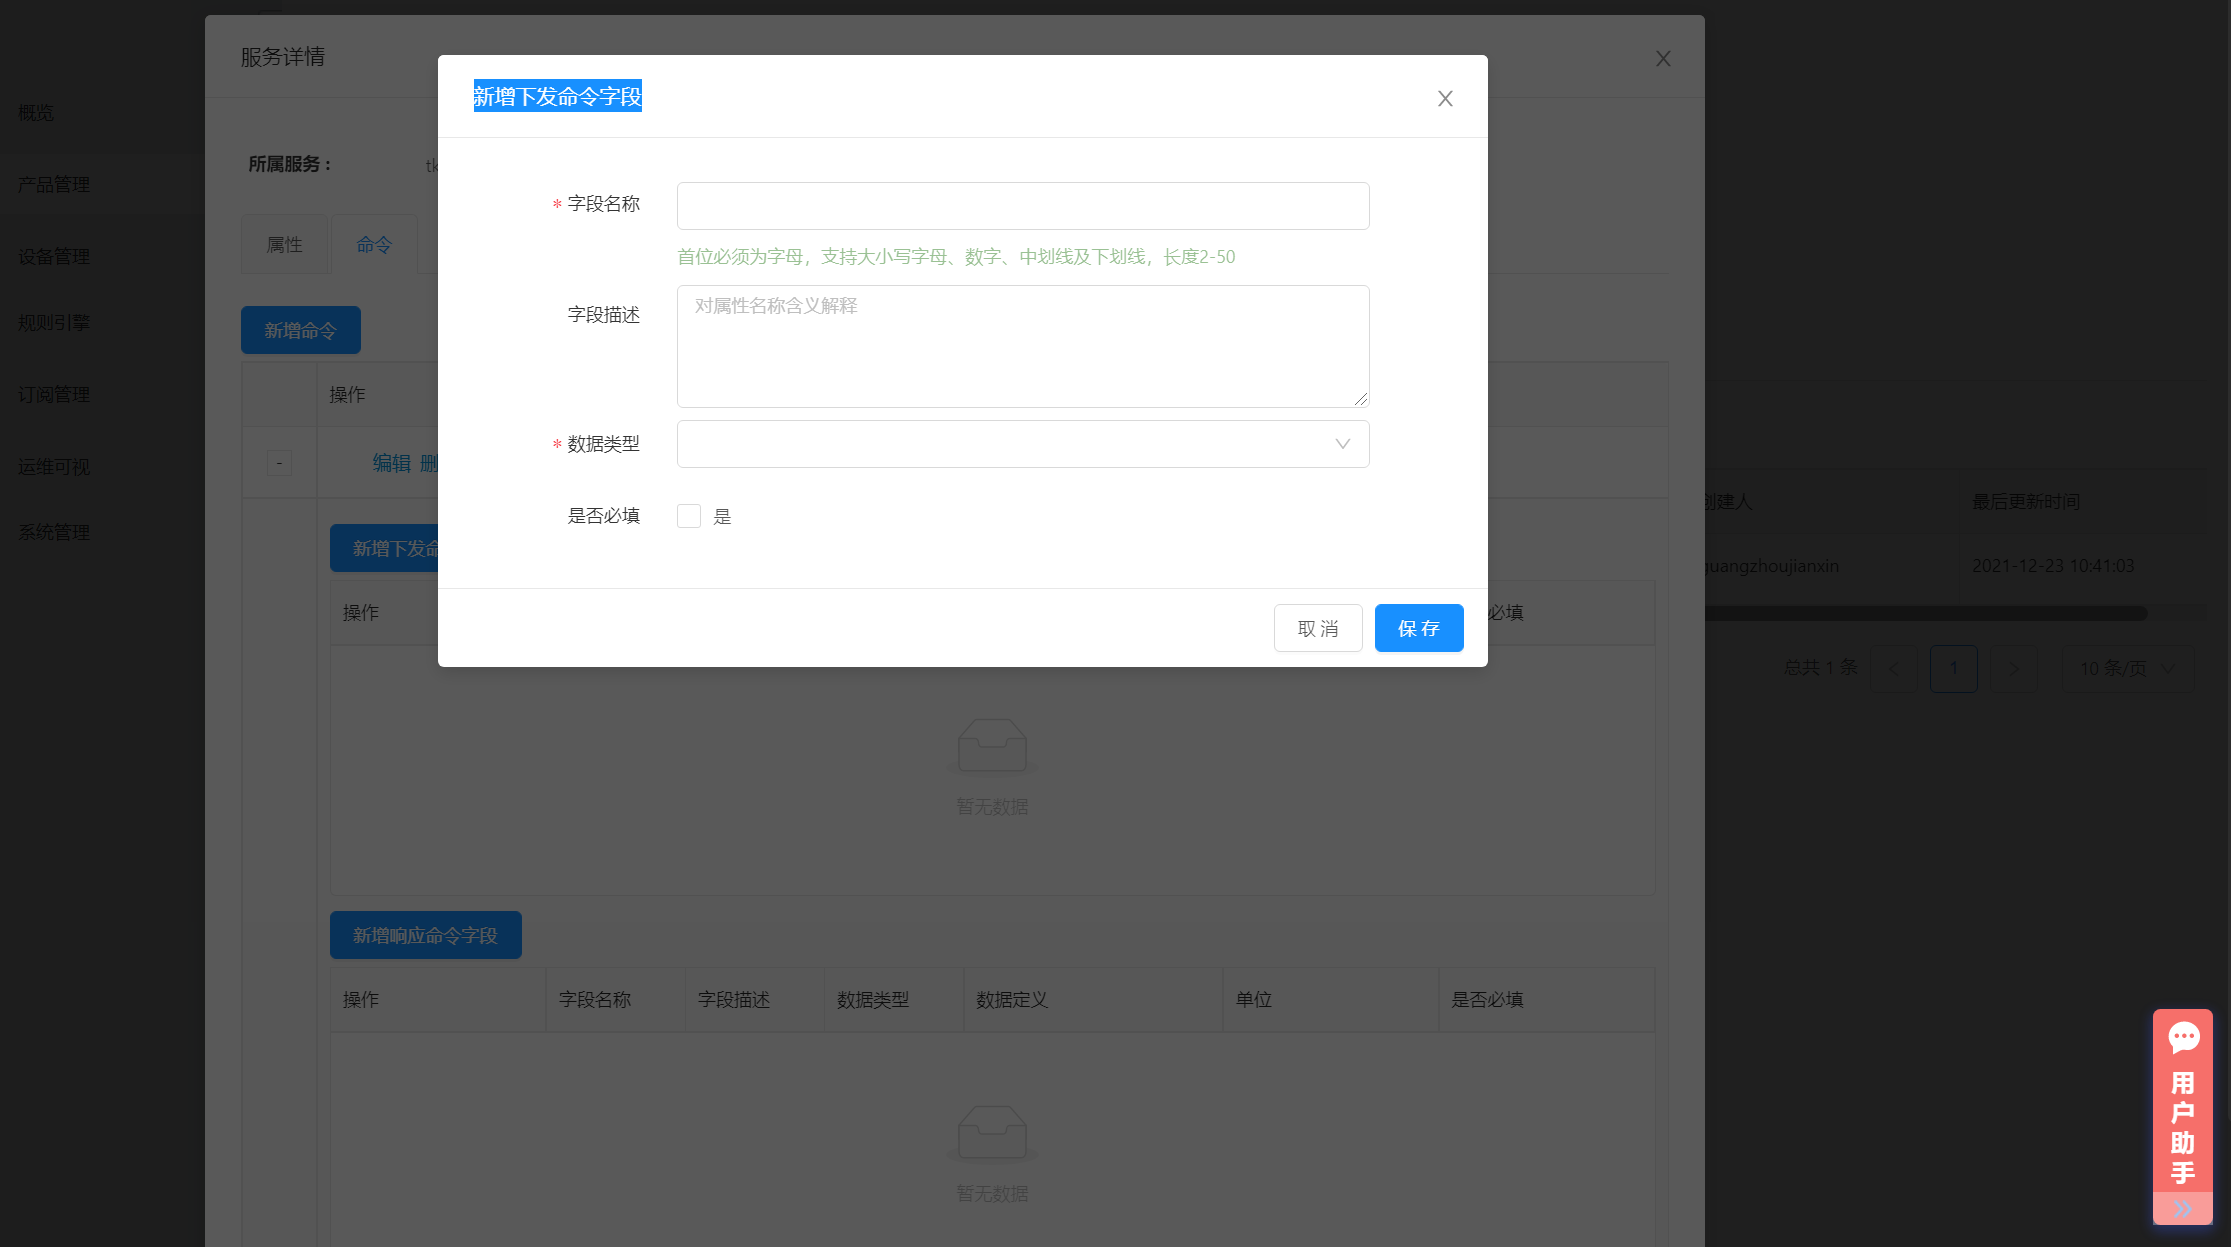 服务详情
新增下发命令字段
概览
产品管理
设备管理
规则引擎
订阅管理
运维可视
系统管理
所属服务：
属性
命令
新增命令
操作
-
编辑
* 字段名称
首位必须为字母，支持大小写字母、数字、中划线及下划线，长度2-50
字段描述
对属性名称含义解释
* 数据类型
是否必填
是
取 消
保 存
新增下发命
操作
必填
创建人
最后更新时间
guangzhoujianxin
2021-12-23 10:41:03
总共 1 条
1
10 条/页
暂无数据
新增响应命令字段
操作
字段名称
字段描述
数据类型
数据定义
单位
是否必填
暂无数据
用户助手